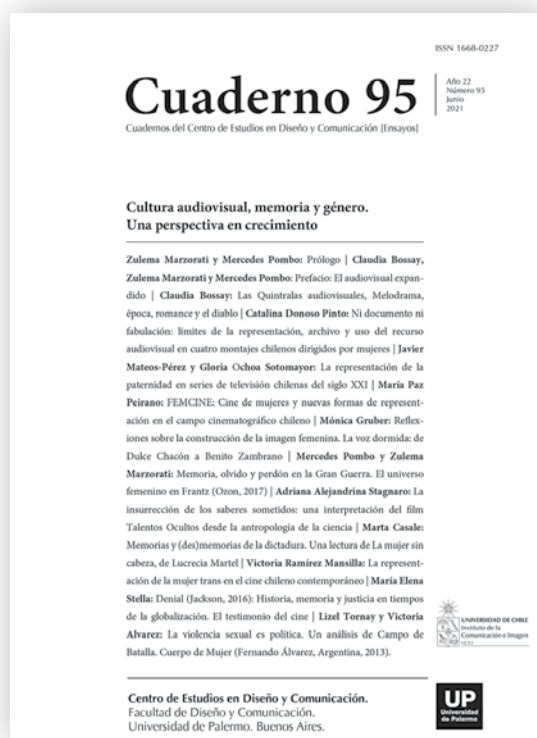 ISSN 1668-0227
Cuaderno 95
Año 22
Número 95
Junio
2021
Cuadernos del Centro de Estudios en Diseño y Comunicación [Ensayos]
Cultura audiovisual, memoria y género.
Una perspectiva en crecimiento
Zulema Marzorati y Mercedes Pombo: Prólogo | Claudia Bossay,
Zulema Marzorati y Mercedes Pombo: Prefacio: El audiovisual expan-
dido | Claudia Bossay: Las Quintralas audiovisuales, Melodrama,
época, romance y el diablo | Catalina Donoso Pinto: Ni documento ni
fabulación: límites de la representación, archivo y uso del recurso
audiovisual en cuatro montajes chilenos dirigidos por mujeres | Javier
Mateos-Pérez y Gloria Ochoa Sotomayor: La representación de la
paternidad en series de televisión chilenas del siglo XXI | María Paz
Peirano: FEMCINE: Cine de mujeres y nuevas formas de represent-
ación en el campo cinematográfico chileno | Mónica Gruber: Reflex-
iones sobre la construcción de la imagen femenina. La voz dormida: de
Dulce Chacón a Benito Zambrano | Mercedes Pombo y Zulema
Marzorati: Memoria, olvido y perdón en la Gran Guerra. El universo
femenino en Frantz (Ozon, 2017) | Adriana Alejandrina Stagnaro: La
insurrección de los saberes sometidos: una interpretación del film
Talentos Ocultos desde la antropología de la ciencia | Marta Casale:
Memorias y (des)memorias de la dictadura. Una lectura de La mujer sin
cabeza, de Lucrecia Martel | Victoria Ramírez Mansilla: La represent-
ación de la mujer trans en el cine chileno contemporáneo | María Elena
Stella: Denial (Jackson, 2016): Historia, memoria y justicia en tiempos
de la globalización. El testimonio del cine | Lizel Tornay y Victoria
Alvarez: La violencia sexual es política. Un análisis de Campo de
Batalla. Cuerpo de Mujer (Fernando Álvarez, Argentina, 2013).
UNIVERSIDAD DE CHILE
Instituto de la
Comunicación e Imagen
ICEI
Centro de Estudios en Diseño y Comunicación.
Facultad de Diseño y Comunicación.
Universidad de Palermo. Buenos Aires.
UP
Universidad
de Palermo